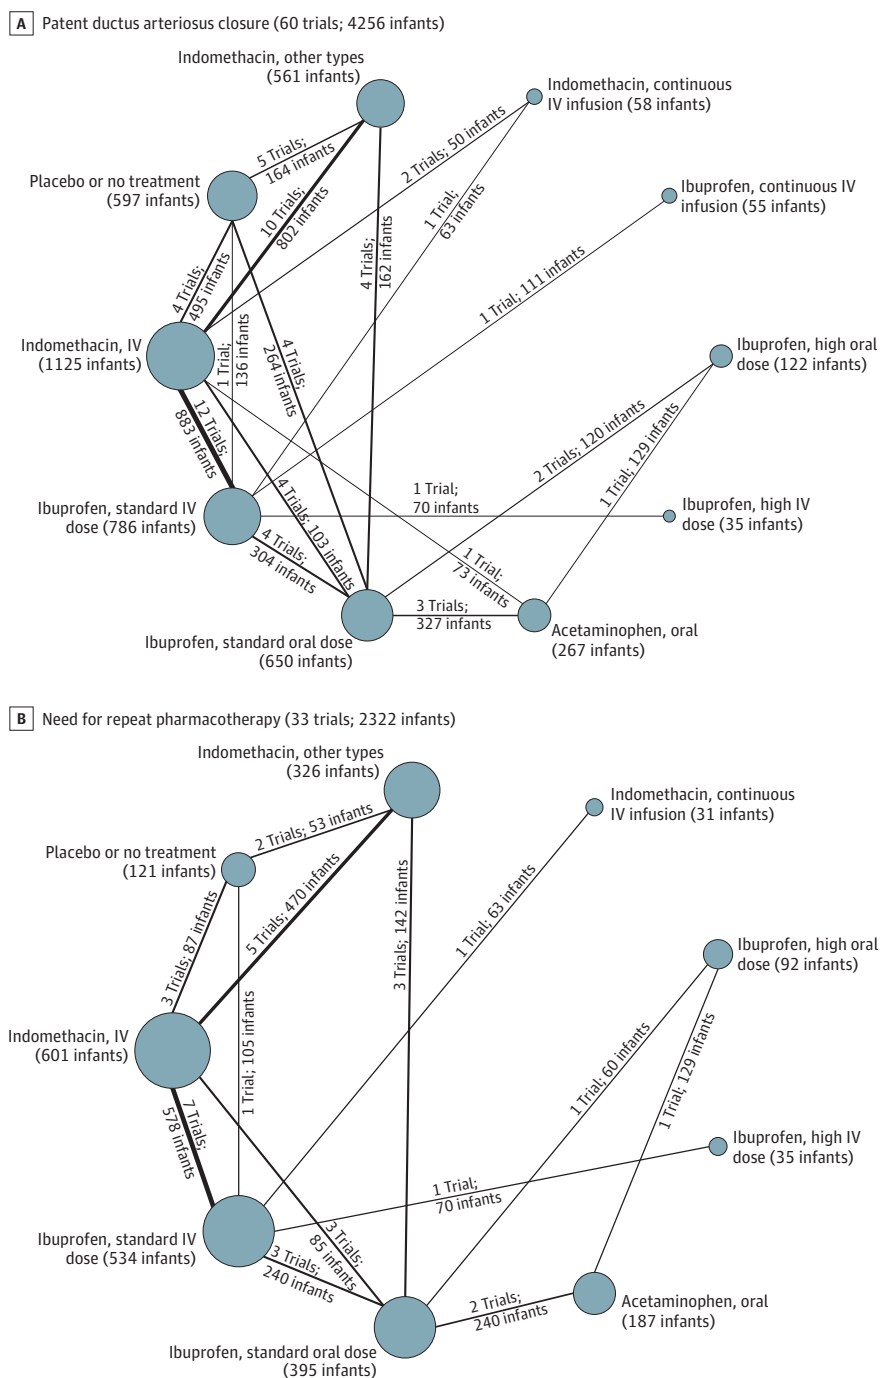 A Patent ductus arteriosus closure (60 trials; 4256 infants)
Indomethacin, other types
(561 infants)
Indomethacin, continuous
IV infusion (58 infants)
5 Trials;
164 infants
2 Trials; 50 infants
Placebo or no treatment
(597 infants)
Ibuprofen, continuous IV
infusion (55 infants)
10 Trials;
802 infants
1 Trial;
63 infants
4 Trials;
162 infants
4 Trials;
495 infants
1 Trial; 111 infants
Indomethacin, IV
(1125 infants)
1 Trial;
136 infants
4 Trials;
264 infants
Ibuprofen, high oral
dose (122 infants)
12 Trials;
883 infants
2 Trials; 120 infants
1 Trial; 129 infants
Ibuprofen, standard IV
dose (786 infants)
1 Trial;
70 infants
Ibuprofen, high IV
dose (35 infants)
4 Trials; 103 infants
4 Trials;
304 infants
1 Trial;
73 infants
3 Trials;
327 infants
Ibuprofen, standard oral dose
(650 infants)
Acetaminophen, oral
(267 infants)
B Need for repeat pharmacotherapy (33 trials; 2322 infants)
Indomethacin, other types
(326 infants)
Indomethacin, continuous
IV infusion (31 infants)
2 Trials; 53 infants
Placebo or no treatment
(121 infants)
5 Trials; 470 infants
3 Trials; 142 infants
1 Trial; 63 infants
3 Trials; 87 infants
Ibuprofen, high oral
dose (92 infants)
Indomethacin, IV
(601 infants)
1 Trial; 105 infants
1 Trial; 60 infants
1 Trial; 129 infants
7 Trials;
578 infants
Ibuprofen, high IV
dose (35 infants)
1 Trial;
70 infants
Ibuprofen, standard IV
dose (534 infants)
3 Trials;
85 infants
3 Trials;
240 infants
2 Trials;
240 infants
Acetaminophen, oral
(187 infants)
Ibuprofen, standard oral dose
(395 infants)